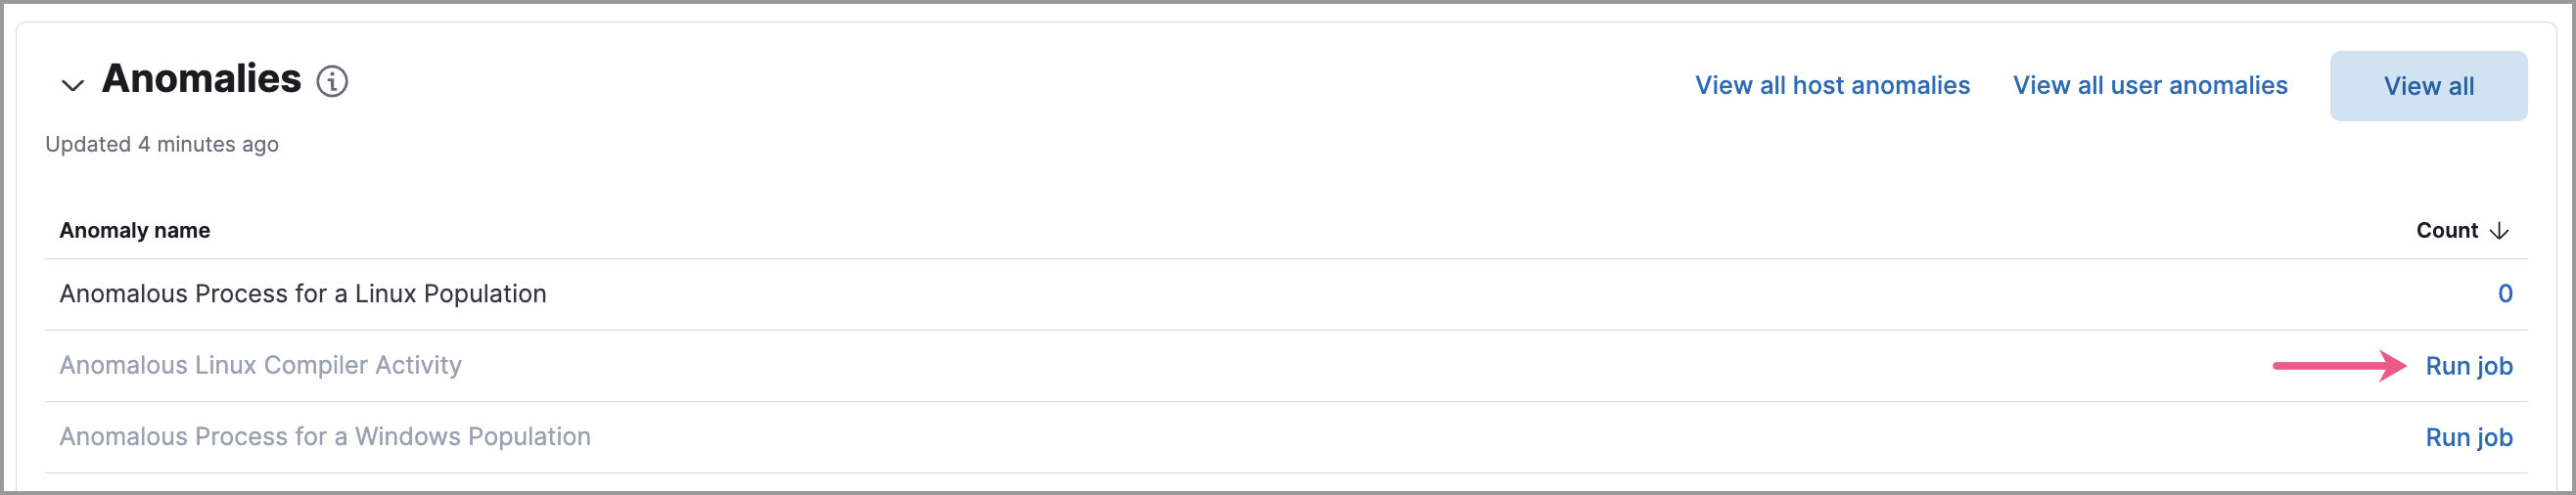 Anomalies
View all host anomalies
View all user anomalies
View all
Updated 4 minutes ago
Anomaly name
Count
Anomalous Process for a Linux Population
0
Anomalous Linux Compiler Activity
Run job
Anomalous Process for a Windows Population
Run job